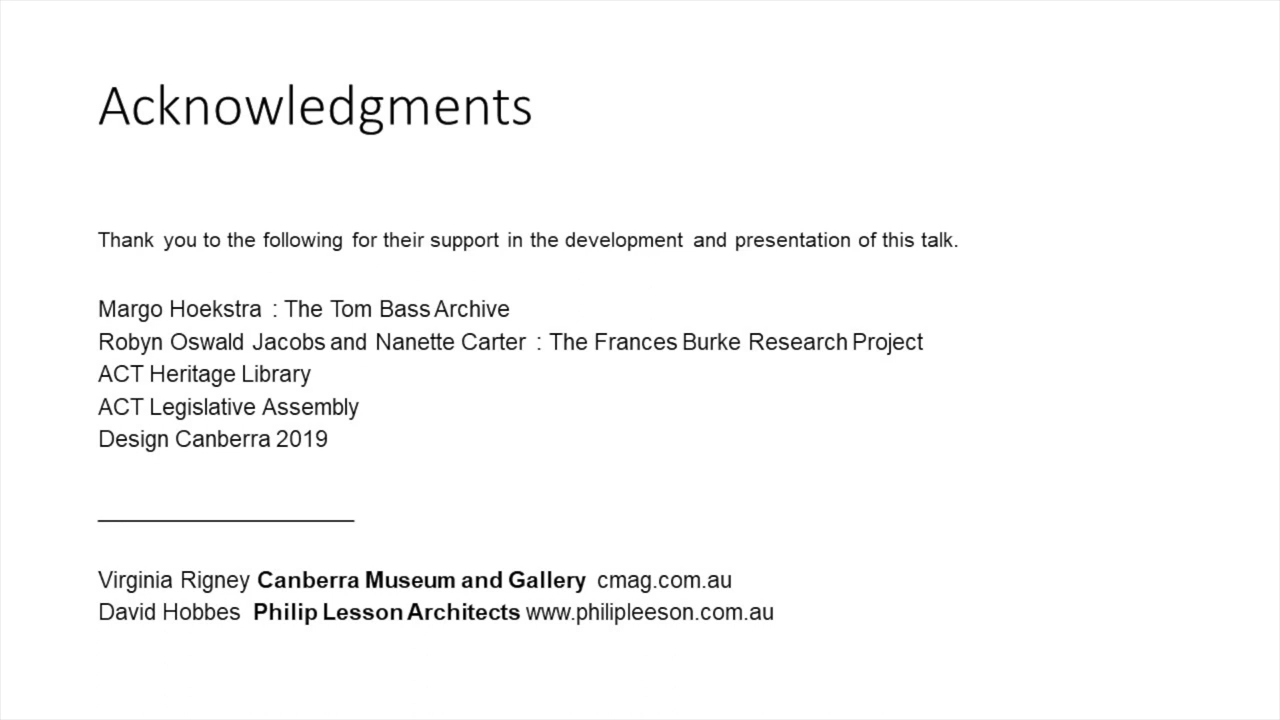 Acknowledgments
Thank you to the following for their support in the development and presentation of this talk.
Margo Hoekstra : The Tom Bass Archive
Robyn Oswald Jacobs and Nanette Carter : The Frances Burke Research Project
ACT Heritage Library
ACT Legislative Assembly
Design Canberra 2019
Virginia Rigney Canberra Museum and Gallery cmag.com.au
David Hobbes Philip Lesson Architects www.philipleeson.com.au